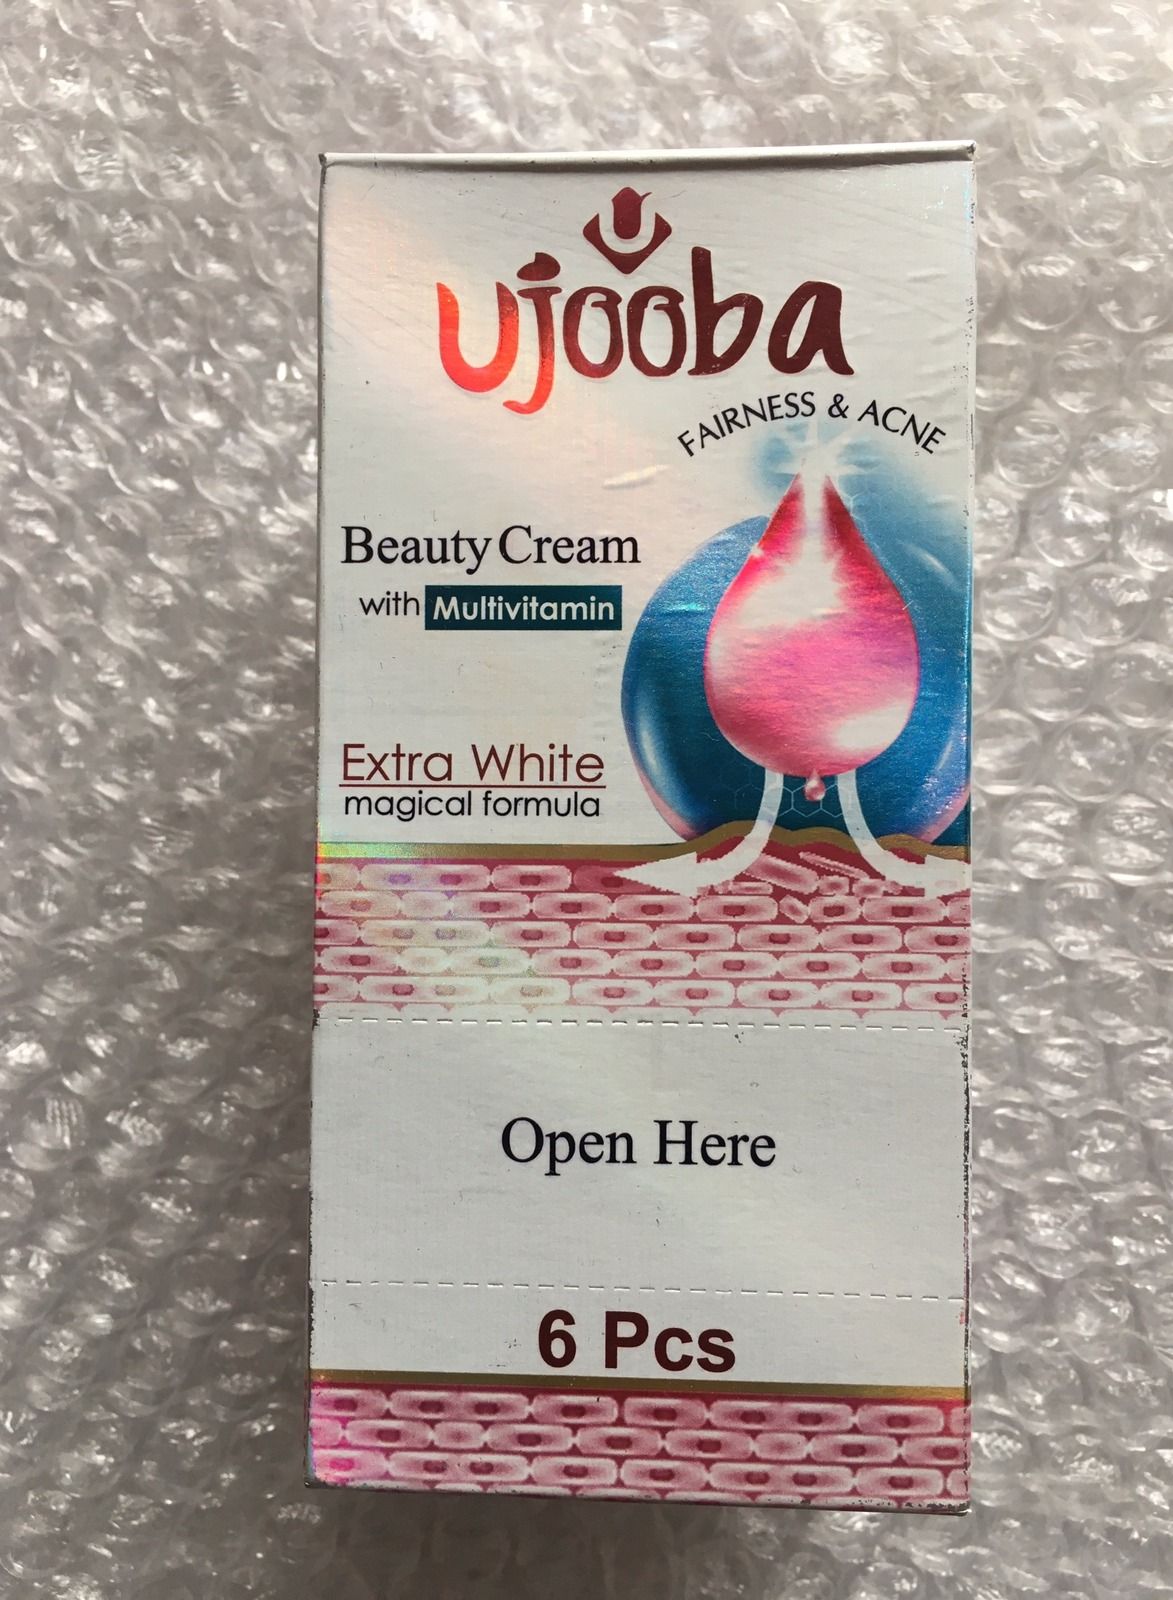 ujooba
FAIRNESS & ACNE
Beauty Cream
with Multivitamin
Extra White
magical formula
Open Here
6 Pcs